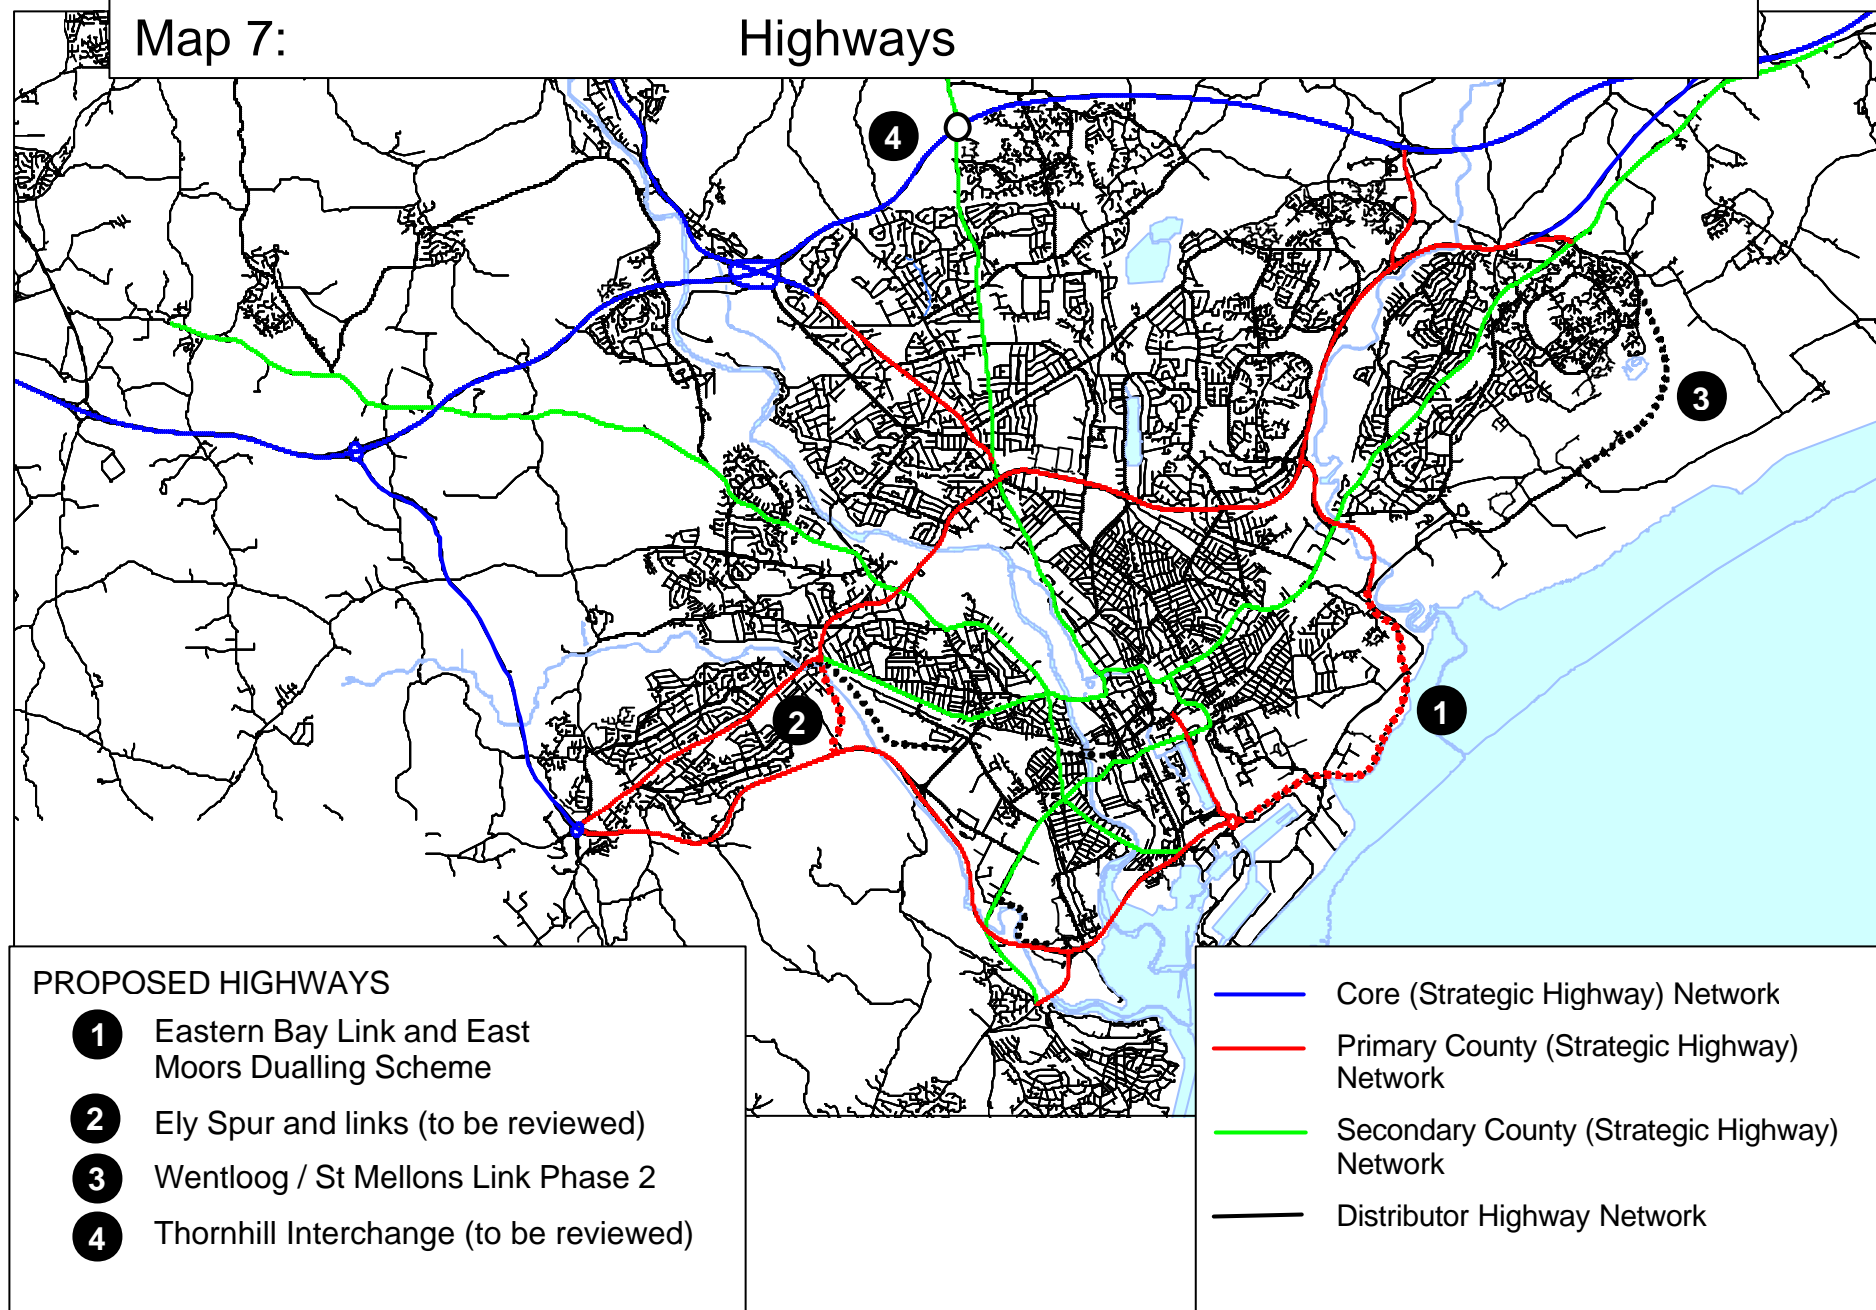 Map 7: Highways
4
3
2
1
PROPOSED HIGHWAYS
1 Eastern Bay Link and East
Moors Dualling Scheme
2 Ely Spur and links (to be reviewed)
3 Wentloog / St Mellons Link Phase 2
4 Thornhill Interchange (to be reviewed)
Core (Strategic Highway) Network
Primary County (Strategic Highway)
Network
Secondary County (Strategic Highway)
Network
Distributor Highway Network